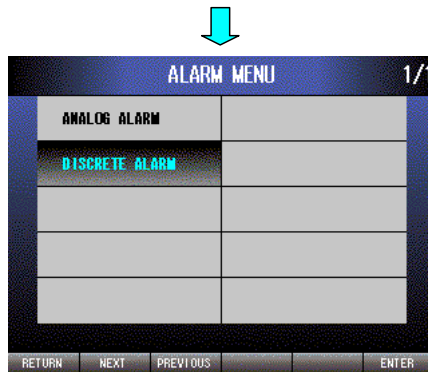 ALARM MENU 1/1
ANALOG ALARM
DISCRETE ALARM
RETURN NEXT PREVIOUS ENTER